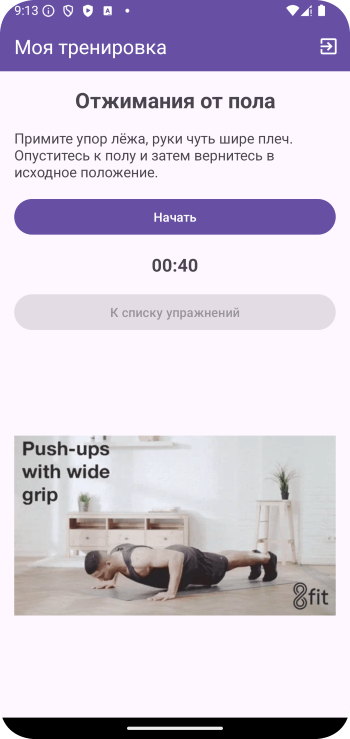 9:13
Моя тренировка
Отжимания от пола
Примите упор лёжа, руки чуть шире плеч.
Опуститесь к полу и затем вернитесь в
исходное положение.
Начать
00:40
К списку упражнений
Push-ups
with wide
grip
8fit